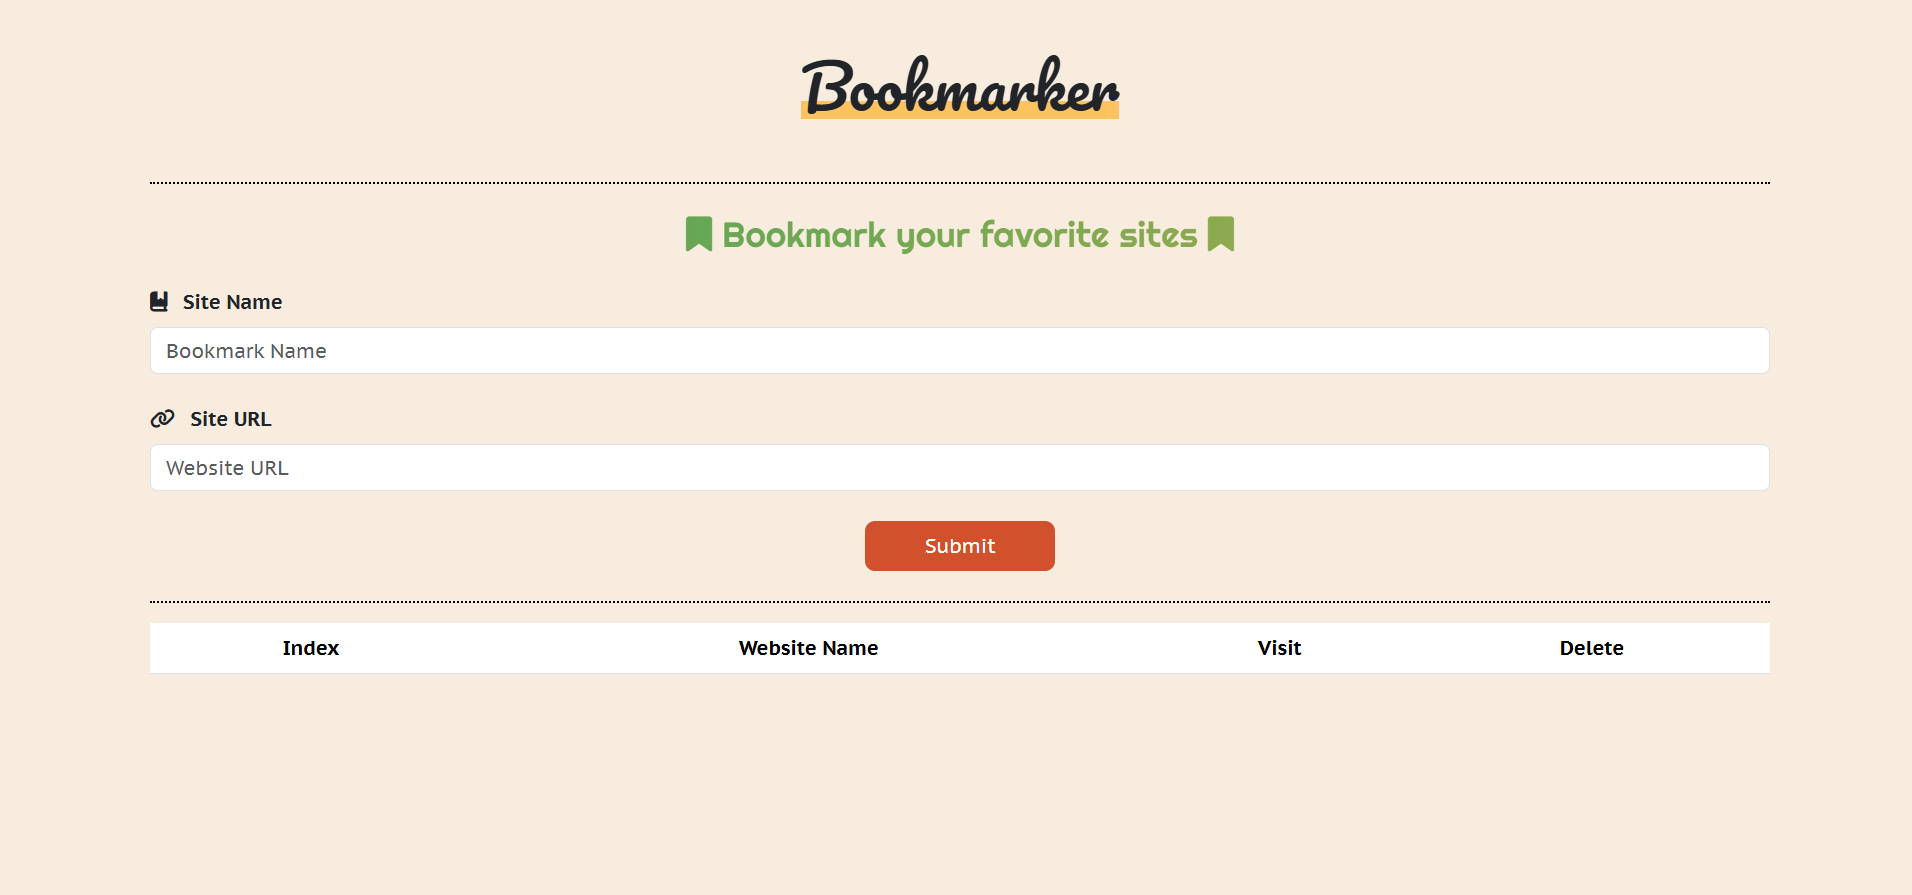 Bookmarker
Bookmark your favorite sites
Site Name
Bookmark Name
Site URL
Website URL
Submit
Index Website Name Visit Delete